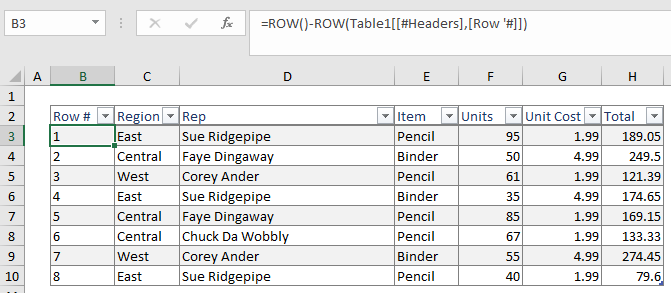 B3 fx =ROW()-ROW(Table1[[#Headers],[Row '#]])
A B C D E F G H
1
2 Row # Region Rep Item Units Unit Cost Total
3 1 East Sue Ridgepipe Pencil 95 1.99 189.05
4 2 Central Faye Dingaway Binder 50 4.99 249.5
5 3 West Corey Ander Pencil 61 1.99 121.39
6 4 East Sue Ridgepipe Binder 35 4.99 174.65
7 5 Central Faye Dingaway Pencil 85 1.99 169.15
8 6 Central Chuck Da Wobbly Pencil 67 1.99 133.33
9 7 West Corey Ander Binder 55 4.99 274.45
10 8 East Sue Ridgepipe Pencil 40 1.99 79.6